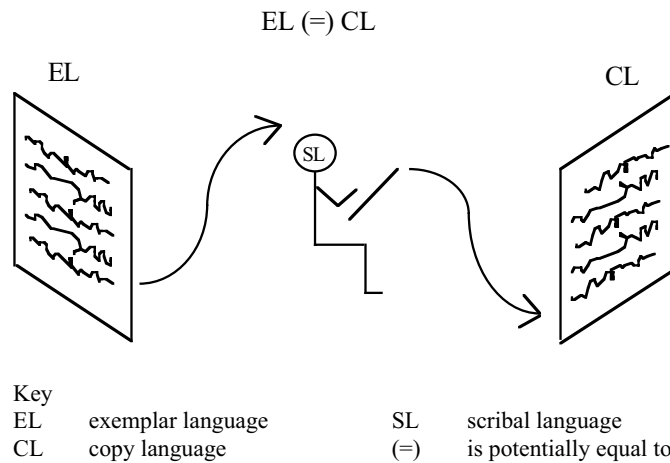 EL (=) CL
EL
CL
SL
Key
EL exemplar language SL scribal language
CL copy language (=) is potentially equal to